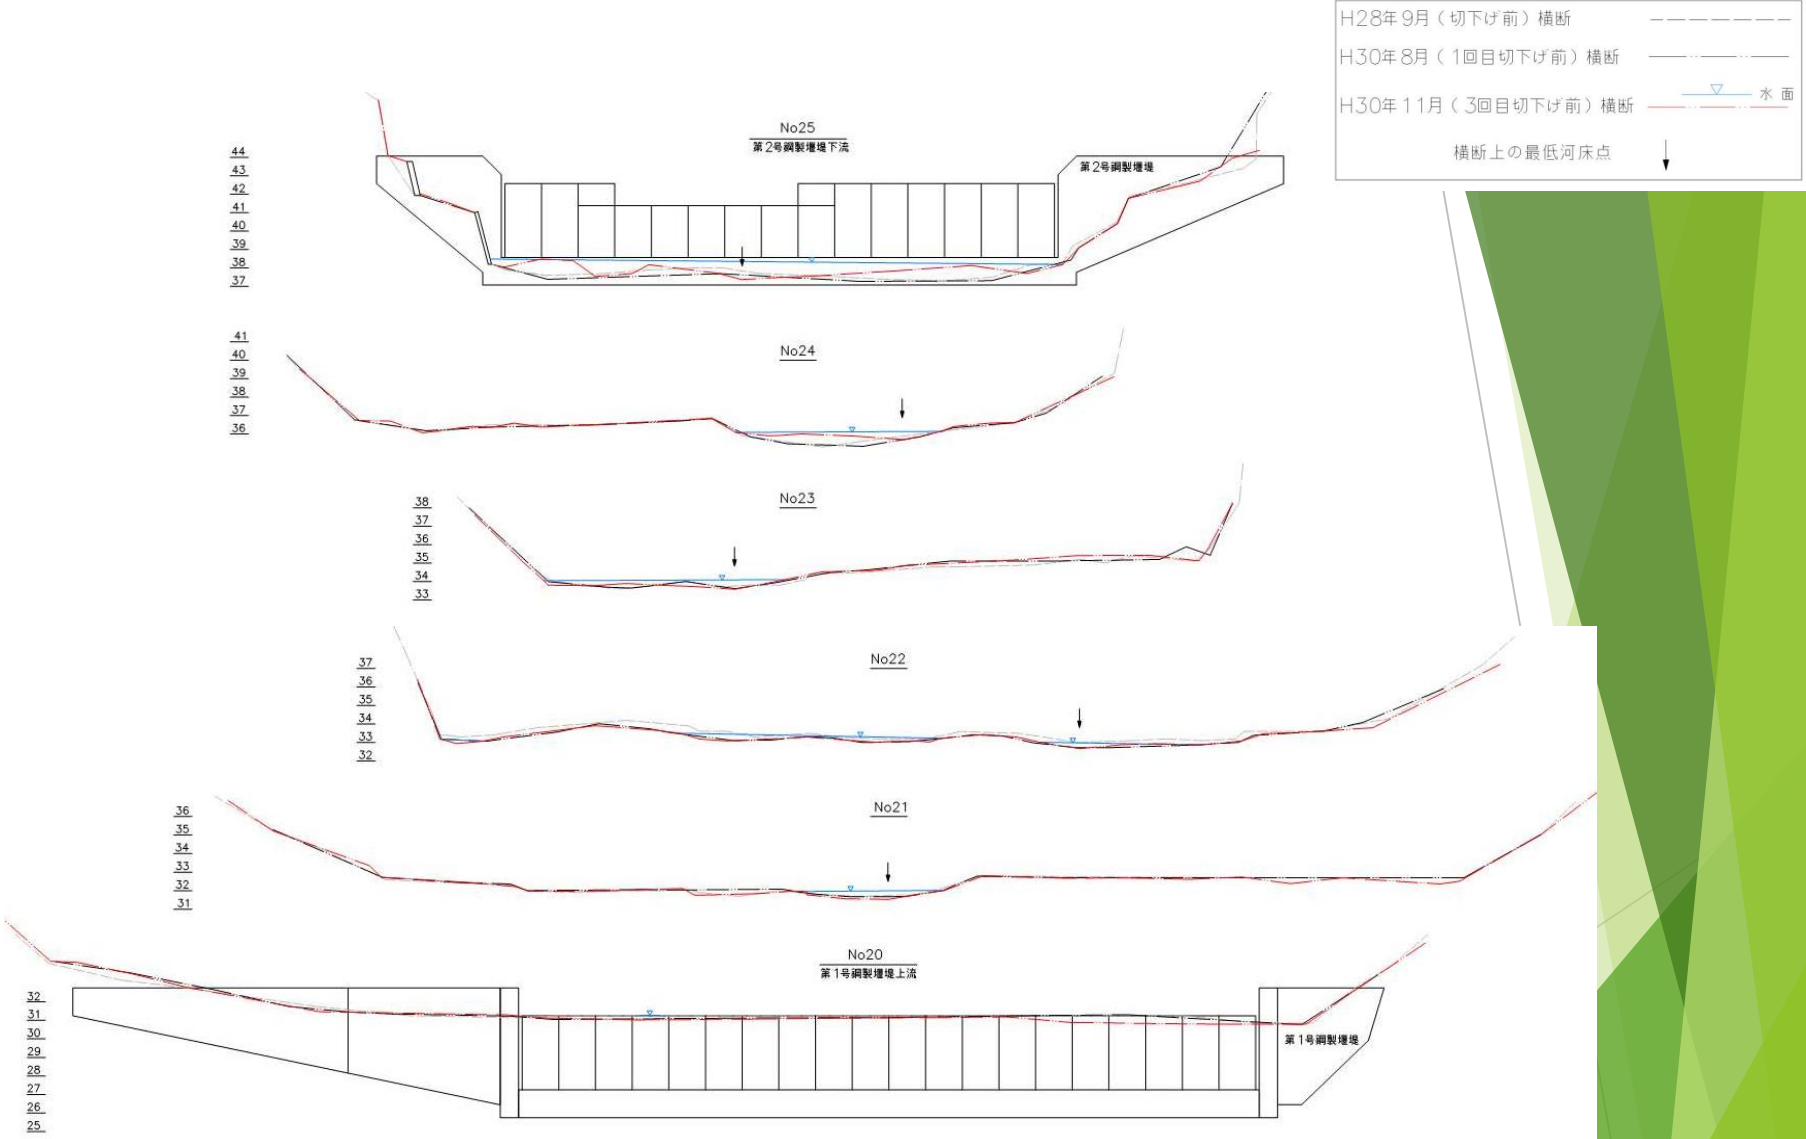 H28年9月(切下げ前)横断
H30年8月(1回目切下げ前)横断
水面
H30年11月(3回目切下げ前)横断
横断上の最低河床点
No25
第2号鋼製堰堤下流
第2号鋼製堰堤
44
43
42
41
40
39
38
37
No24
41
40
39
38
37
36
No23
38
37
36
35
34
33
No22
37
36
35
34
33
32
No21
36
35
34
33
32
31
No20
第1号鋼製堰堤上流
第1号鋼製堰堤
32
31
30
29
28
27
26
25